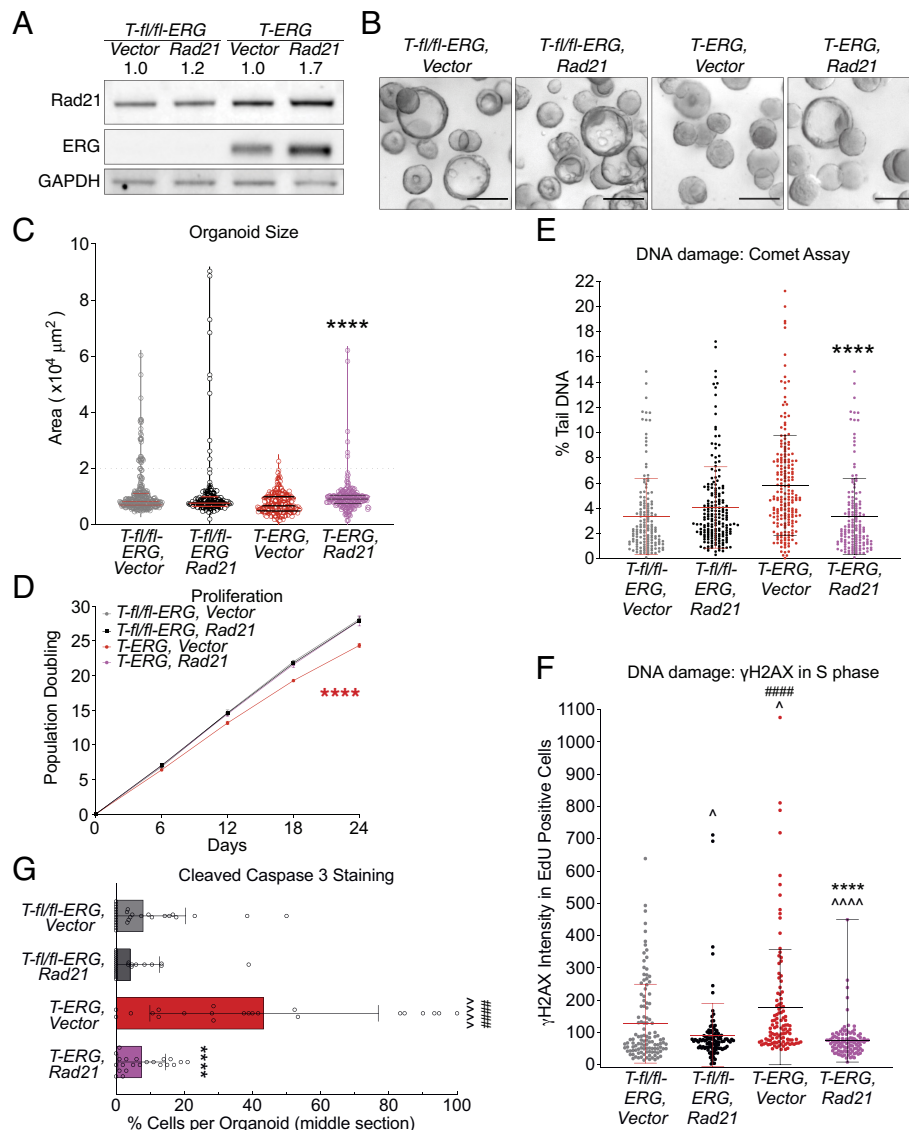 A
T-fl/fl-ERG T-ERG
Vector Rad21 Vector Rad21
1.0 1.2 1.0 1.7
Rad21
ERG
GAPDH
B
T-fl/fl-ERG, T-fl/fl-ERG, T-ERG, T-ERG,
Vector Rad21 Vector Rad21
C
Organoid Size
Area ( x10⁴ µm²)
10
8
6
4
2
0
****
T-fl/fl- T-fl/fl- T-ERG, T-ERG,
ERG, ERG Vector Rad21
Vector Rad21
D
Proliferation
T-fl/fl-ERG, Vector
T-fl/fl-ERG, Rad21
T-ERG, Vector
T-ERG, Rad21
Population Doubling
30
25
20
15
10
5
0
****
0 6 12 18 24
Days
E
DNA damage: Comet Assay
% Tail DNA
22
20
18
16
14
12
10
8
6
4
2
0
****
T-fl/fl- T-fl/fl- T-ERG, T-ERG,
ERG, ERG, Vector Rad21
Vector Rad21
F
DNA damage: γH2AX in S phase
γH2AX Intensity in EdU Positive Cells
####
^
^
****
^^^^
1100
1000
900
800
700
600
500
400
300
200
100
0
T-fl/fl- T-fl/fl- T-ERG, T-ERG,
ERG, ERG, Vector Rad21
Vector Rad21
G
Cleaved Caspase 3 Staining
T-fl/fl-ERG,
Vector
T-fl/fl-ERG,
Rad21
T-ERG,
Vector
^^^^
####
T-ERG,
Rad21
****
0 20 40 60 80 100
% Cells per Organoid (middle section)